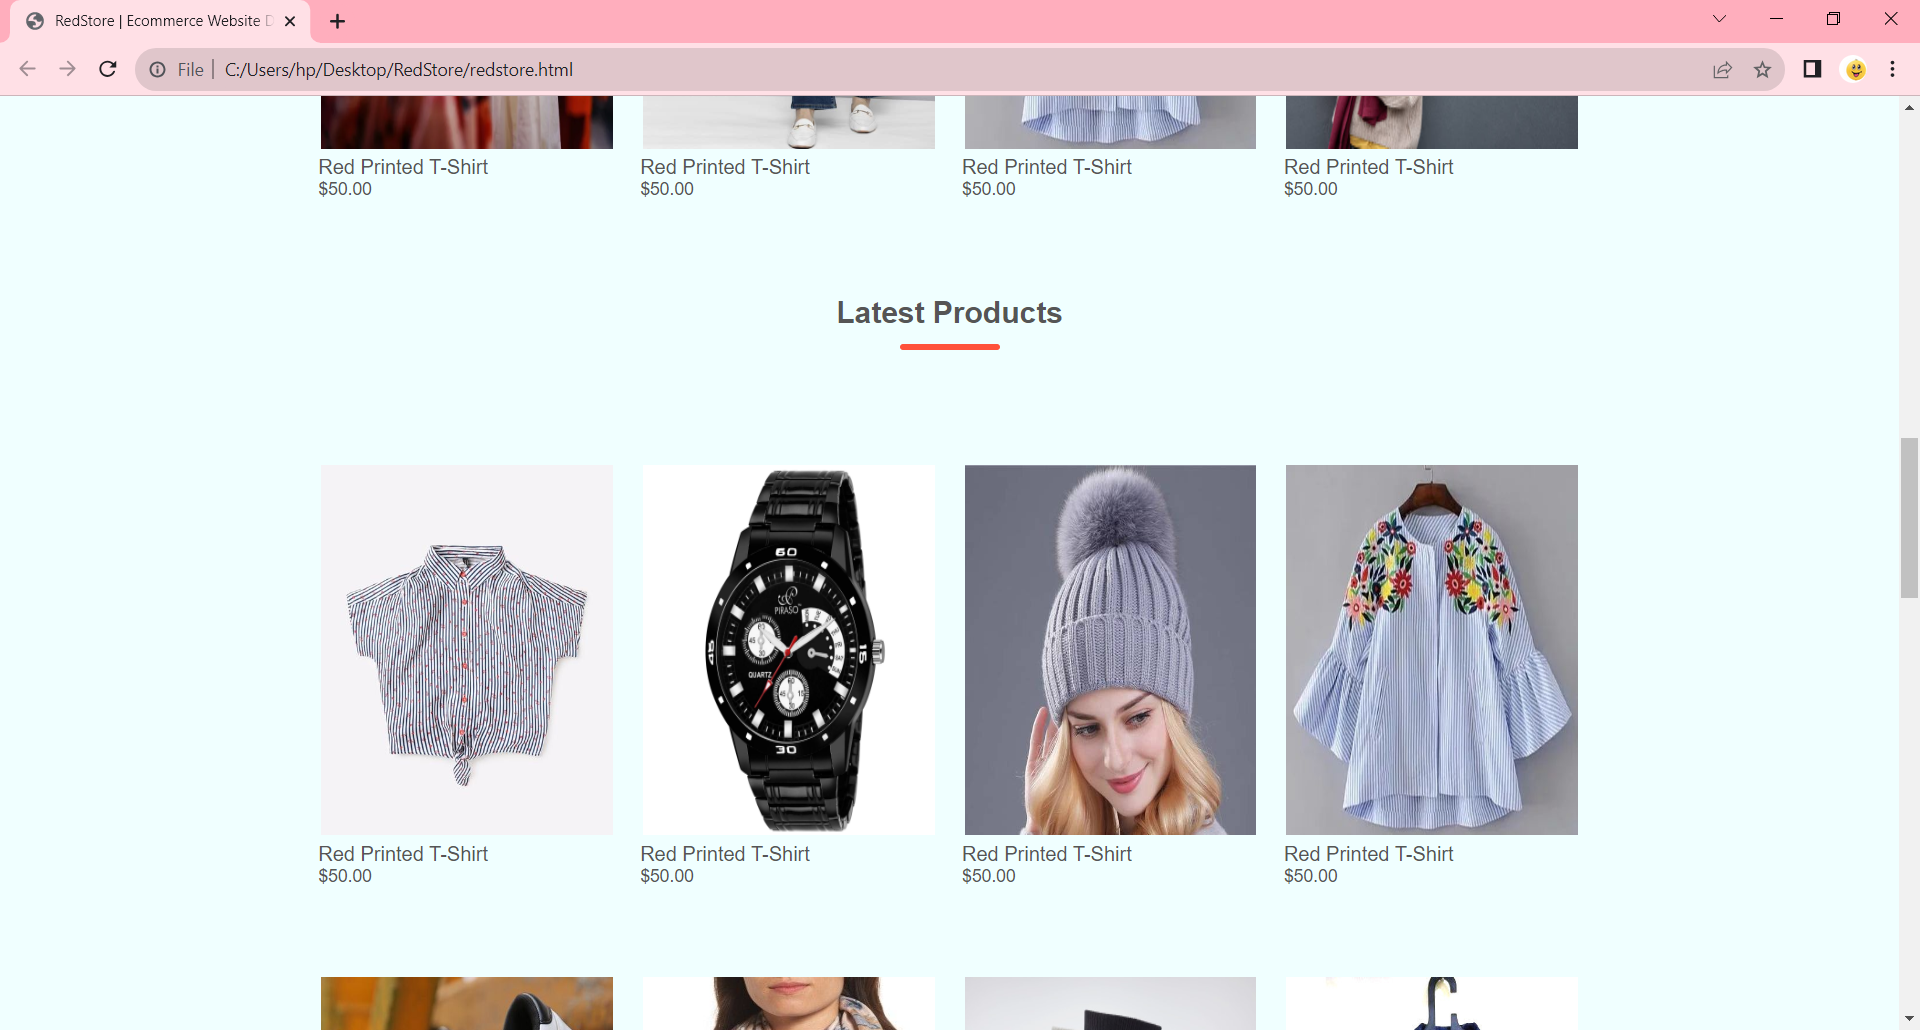 RedStore | Ecommerce Website D
File | C:/Users/hp/Desktop/RedStore/redstore.html
Red Printed T-Shirt Red Printed T-Shirt Red Printed T-Shirt Red Printed T-Shirt
$50.00 $50.00 $50.00 $50.00
Latest Products
60
PIRASO
45 15
QUARTZ
30
Red Printed T-Shirt Red Printed T-Shirt Red Printed T-Shirt Red Printed T-Shirt
$50.00 $50.00 $50.00 $50.00